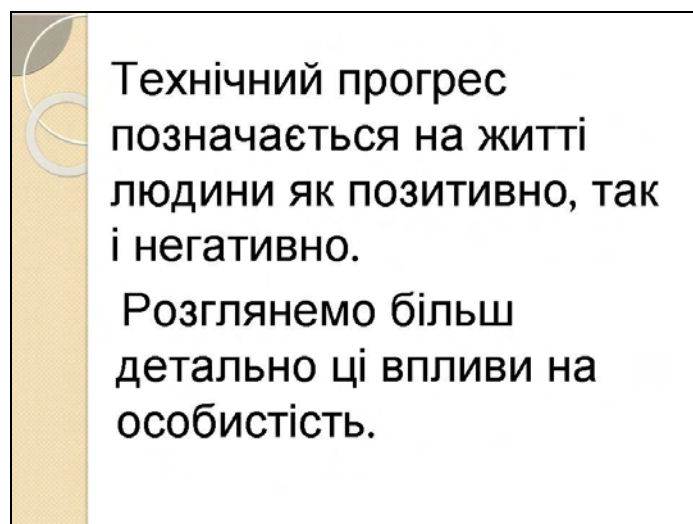 Технічний прогрес
позначається на житті
людини як позитивно, так
і негативно.
Розглянемо більш
детально ці впливи на
особистість.